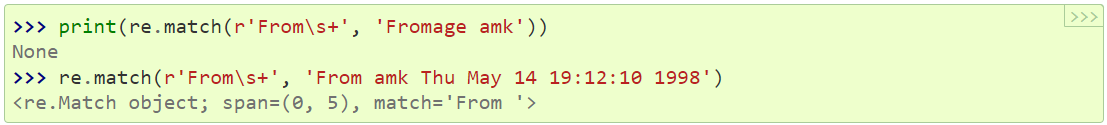 >>>
>>> print(re.match(r'From\s+', 'Fromage amk'))
None
>>> re.match(r'From\s+', 'From amk Thu May 14 19:12:10 1998')
<re.Match object; span=(0, 5), match='From '>